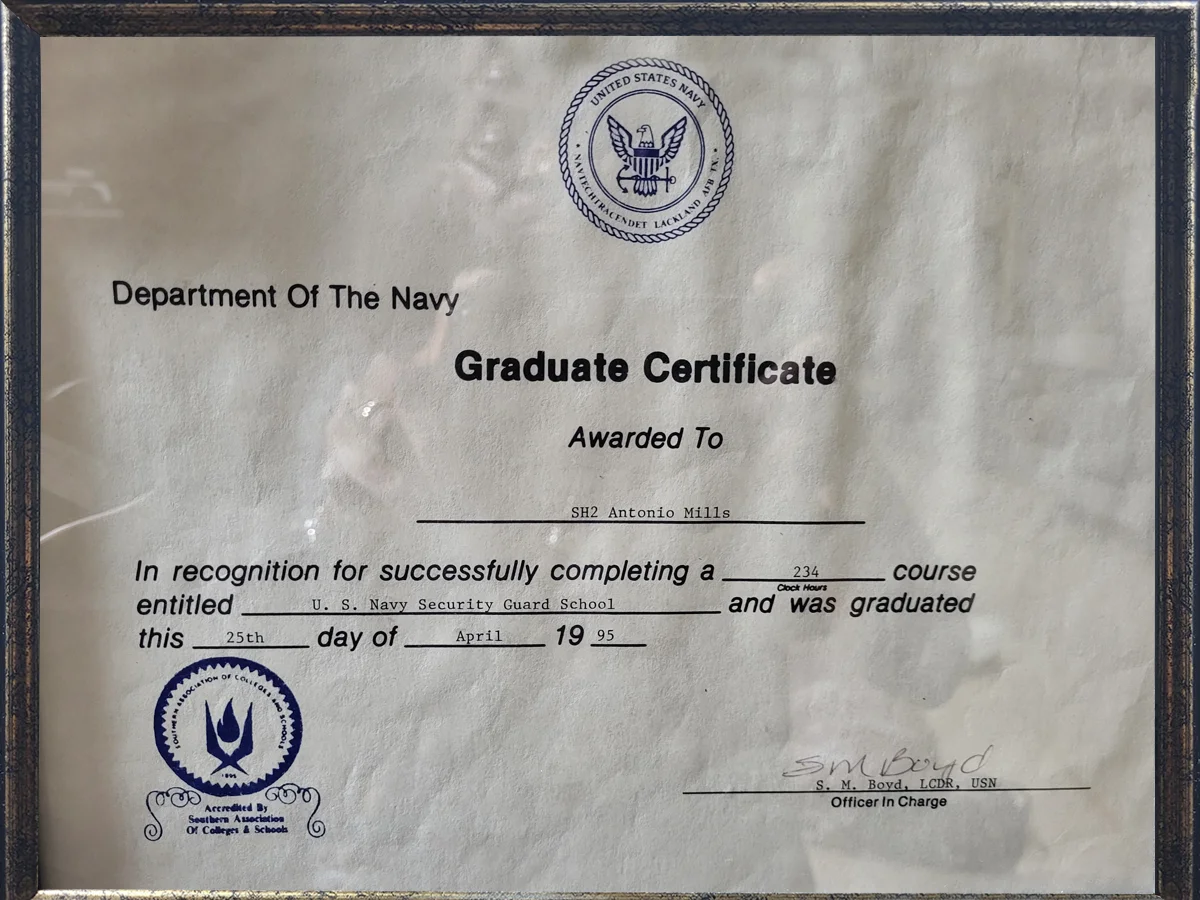 UNITED STATES NAVY
NAVTECHTRACENDET LACKLAND AFB TX.
Department Of The Navy
Graduate Certificate
Awarded To
SH2 Antonio Mills
In recognition for successfully completing a 234 course
Clock Hours
entitled U. S. Navy Security Guard School and was graduated
this 25th day of April 19 95
SOUTHERN ASSOCIATION OF COLLEGES AND SCHOOLS
1895
Accredited By
Southern Association
Of Colleges & Schools
S M Boyd
S. M. Boyd, LCDR, USN
Officer In Charge